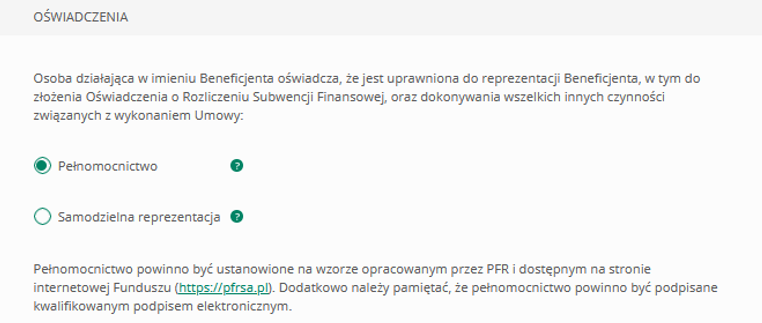 OŚWIADCZENIA
Osoba działająca w imieniu Beneficjenta oświadcza, że jest uprawniona do reprezentacji Beneficjenta, w tym do
złożenia Oświadczenia o Rozliczeniu Subwencji Finansowej, oraz dokonywania wszelkich innych czynności
związanych z wykonaniem Umowy:
Pełnomocnictwo ?
Samodzielna reprezentacja ?
Pełnomocnictwo powinno być ustanowione na wzorze opracowanym przez PFR i dostępnym na stronie
internetowej Funduszu (https://pfrsa.pl). Dodatkowo należy pamiętać, że pełnomocnictwo powinno być podpisane
kwalifikowanym podpisem elektronicznym.